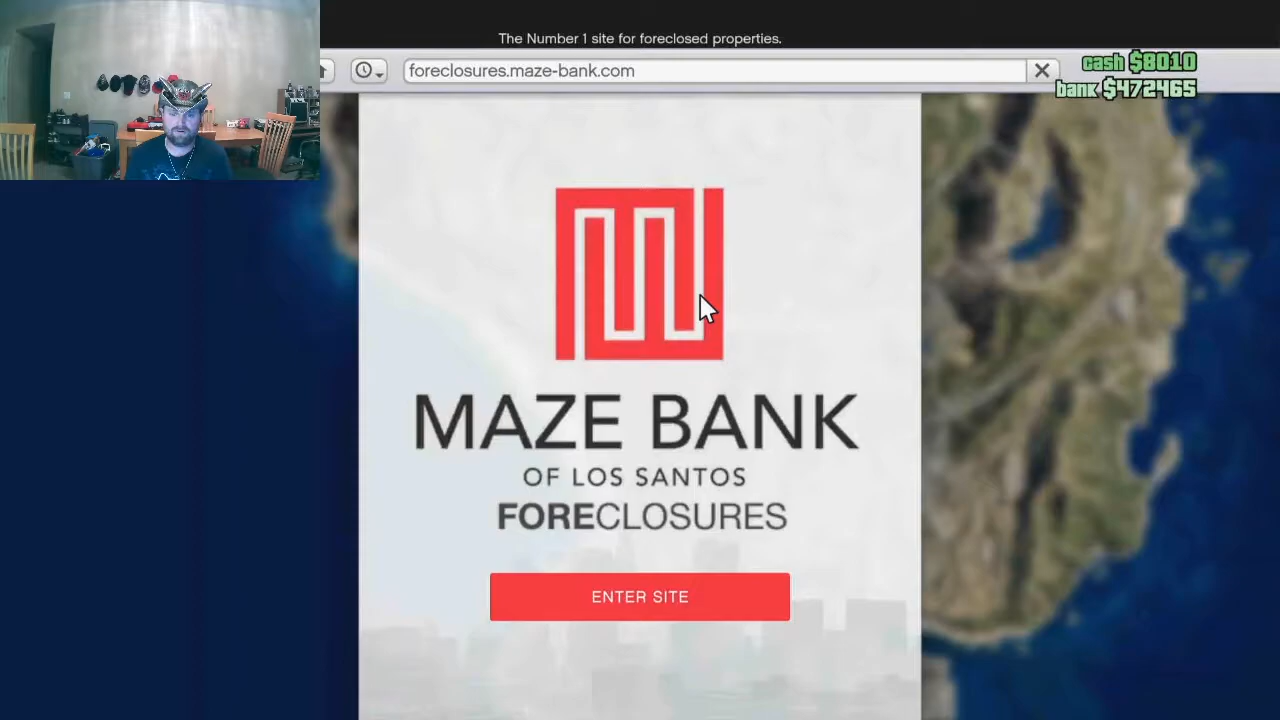 The Number 1 site for foreclosed properties.
foreclosures.maze-bank.com
cash $8010
bank $472465
MAZE BANK
OF LOS SANTOS
FORECLOSURES
ENTER SITE